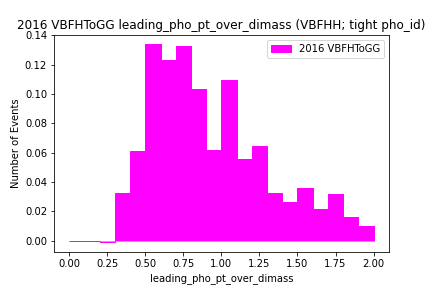 2016 VBFHToGG leading_pho_pt_over_dimass (VBFHH; tight pho_id)
2016 VBFHToGG
Number of Events
0.14
0.12
0.10
0.08
0.06
0.04
0.02
0.00
0.00 0.25 0.50 0.75 1.00 1.25 1.50 1.75 2.00
leading_pho_pt_over_dimass